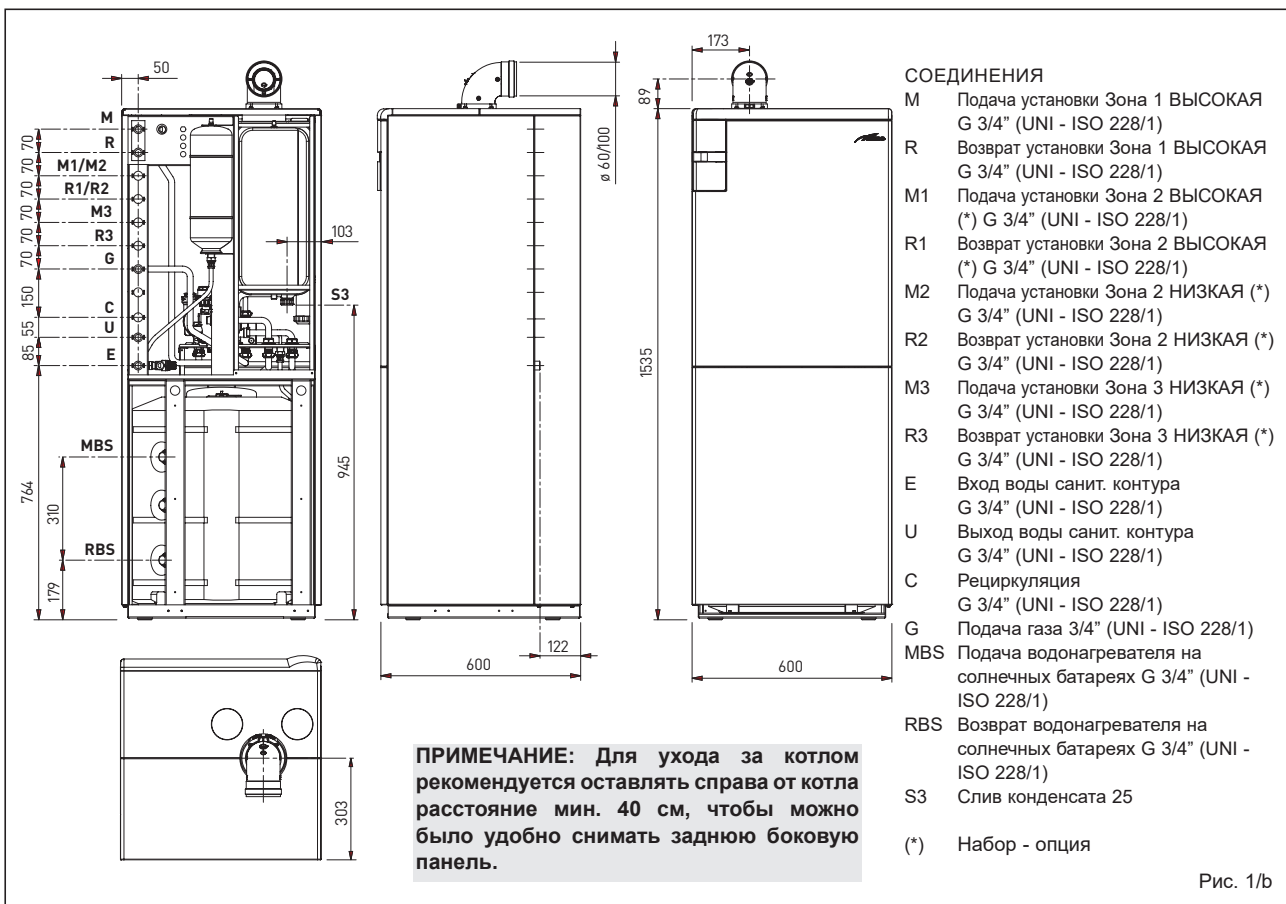 50
M
R
M1/M2
R1/R2
M3
R3
G
C
U
E
70
70
70
70
70
70
150
55
85
764
103
S3
MBS
310
RBS
179
945
ø 60/100
600
122
173
89
1535
600
303
ПРИМЕЧАНИЕ: Для ухода за котлом
рекомендуется оставлять справа от котла
расстояние мин. 40 см, чтобы можно
было удобно снимать заднюю боковую
панель.
СОЕДИНЕНИЯ
M Подача установки Зона 1 ВЫСОКАЯ
G 3/4” (UNI - ISO 228/1)
R Возврат установки Зона 1 ВЫСОКАЯ
G 3/4” (UNI - ISO 228/1)
M1 Подача установки Зона 2 ВЫСОКАЯ
(*) G 3/4” (UNI - ISO 228/1)
R1 Возврат установки Зона 2 ВЫСОКАЯ
(*) G 3/4” (UNI - ISO 228/1)
M2 Подача установки Зона 2 НИЗКАЯ (*)
G 3/4” (UNI - ISO 228/1)
R2 Возврат установки Зона 2 НИЗКАЯ (*)
G 3/4” (UNI - ISO 228/1)
M3 Подача установки Зона 3 НИЗКАЯ (*)
G 3/4” (UNI - ISO 228/1)
R3 Возврат установки Зона 3 НИЗКАЯ (*)
G 3/4” (UNI - ISO 228/1)
E Вход воды санит. контура
G 3/4” (UNI - ISO 228/1)
U Выход воды санит. контура
G 3/4” (UNI - ISO 228/1)
C Рециркуляция
G 3/4” (UNI - ISO 228/1)
G Подача газа 3/4” (UNI - ISO 228/1)
MBS Подача водонагревателя на
солнечных батареях G 3/4” (UNI -
ISO 228/1)
RBS Возврат водонагревателя на
солнечных батареях G 3/4” (UNI -
ISO 228/1)
S3 Слив конденсата 25
(*) Набор - опция
Рис. 1/b